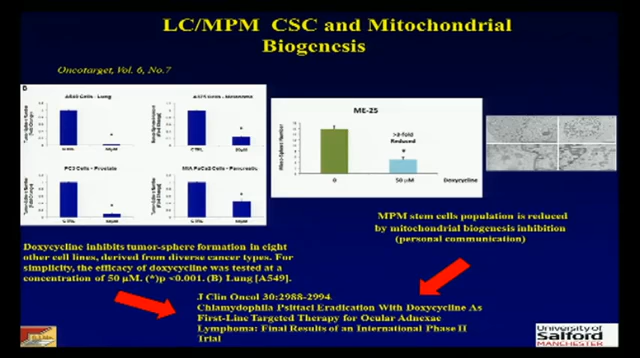 LC/MPM CSC and Mitochondrial
Biogenesis
Oncotarget, Vol. 6, No.7
A549 Cells - Lung
PC3 Cells - Prostate
MIA PaCa2 Cells - Pancreatic
ME-25
>2-fold
Reduced
*
0
50 µM
Doxycycline
MPM stem cells population is reduced
by mitochondrial biogenesis inhibition
(personal communication)
Doxycycline inhibits tumor-sphere formation in eight
other cell lines, derived from diverse cancer types. For
simplicity, the efficacy of doxycycline was tested at a
concentration of 50 µM. (*)p <0.001. (B) Lung [A549].
J Clin Oncol 30:2988-2994
Chlamydophila Psittaci Eradication With Doxycycline As
First-Line Targeted Therapy for Ocular Adnexae
Lymphoma: Final Results of an International Phase II
Trial
University of
Salford
MANCHESTER